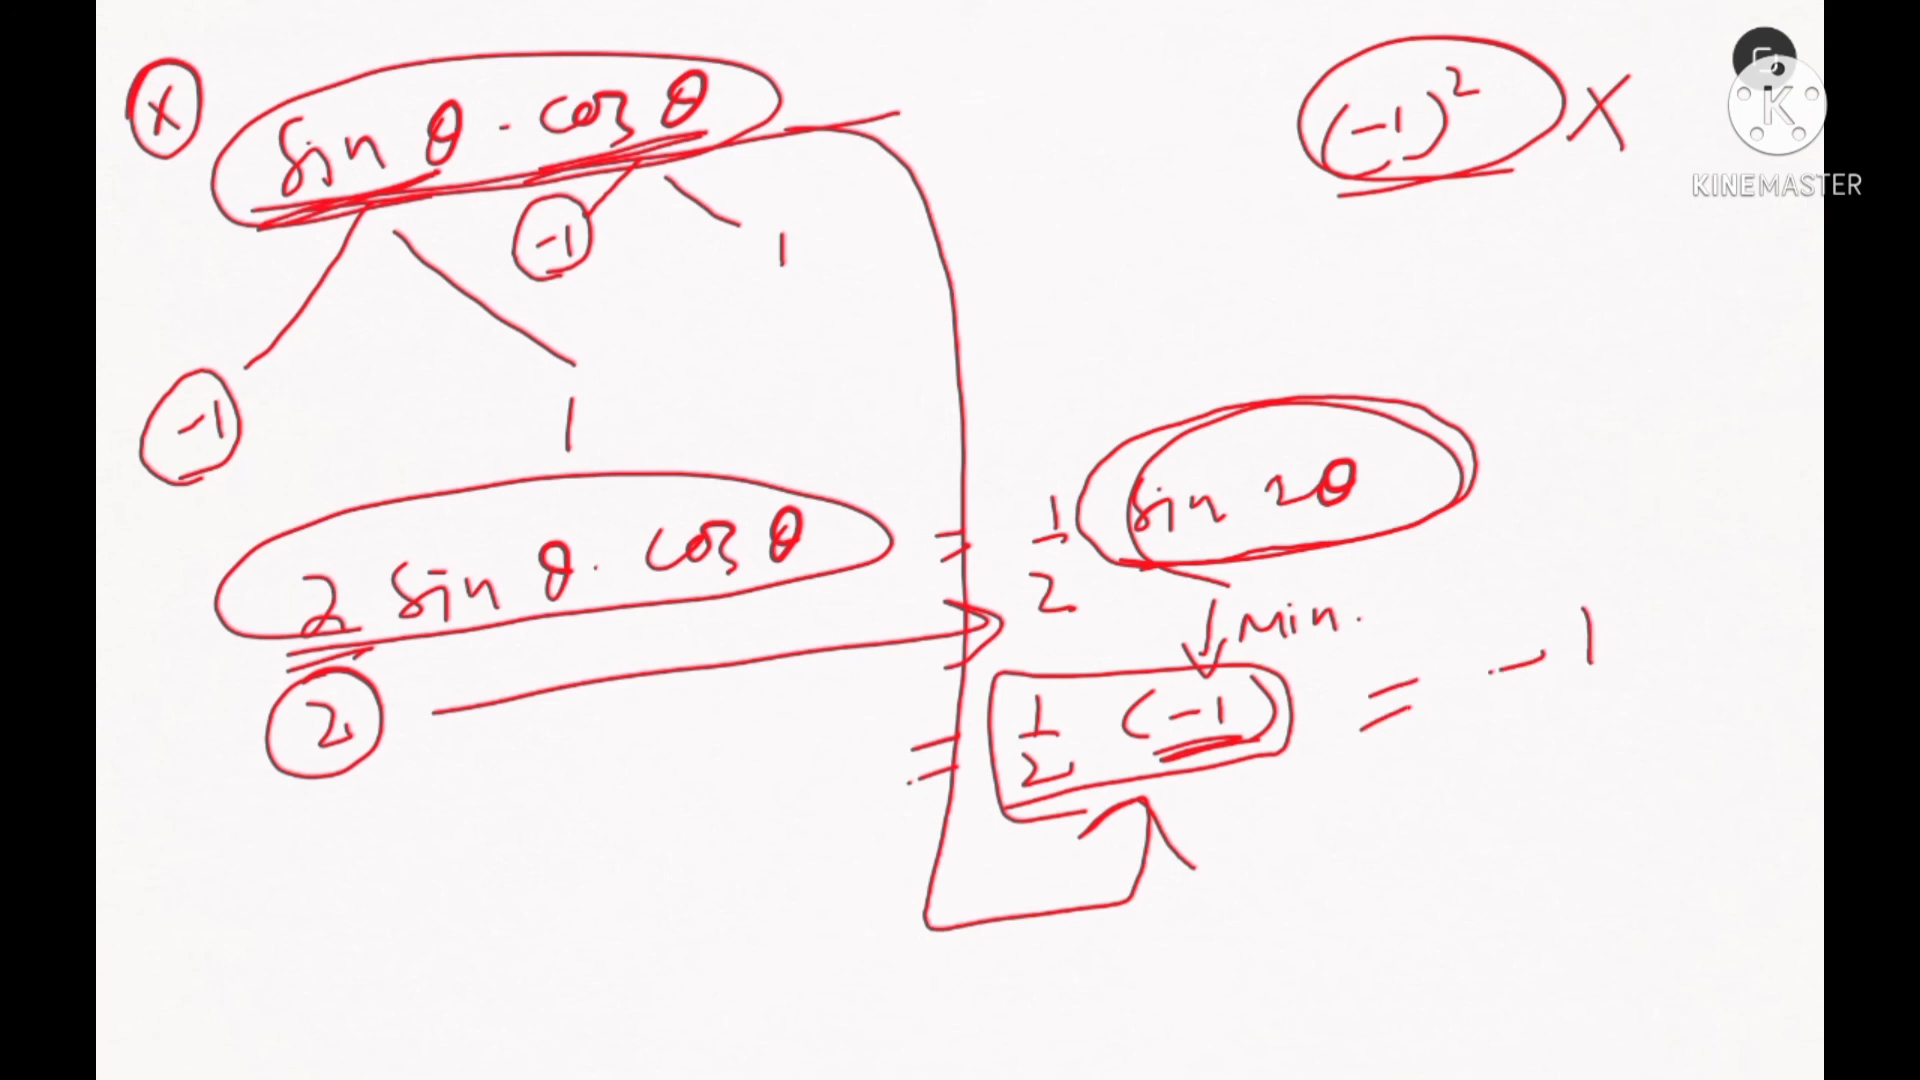 (x) sin θ . cos θ
(-1)² X
KINEMASTER
-1 1
-1 1
2 sin θ . cos θ = 1/2 sin 2θ
2
Min.
= 1/2 (-1) = -1